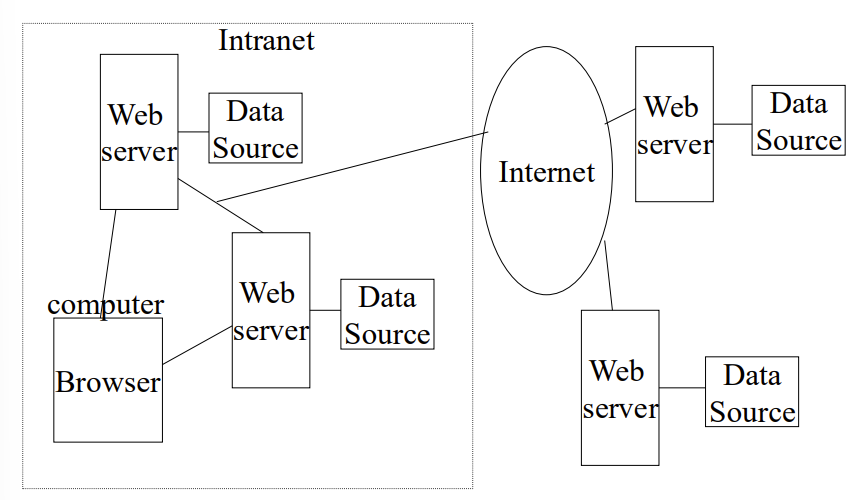 Intranet
Web
server
Data
Source
Internet
Web
server
Data
Source
computer
Browser
Web
server
Data
Source
Web
server
Data
Source